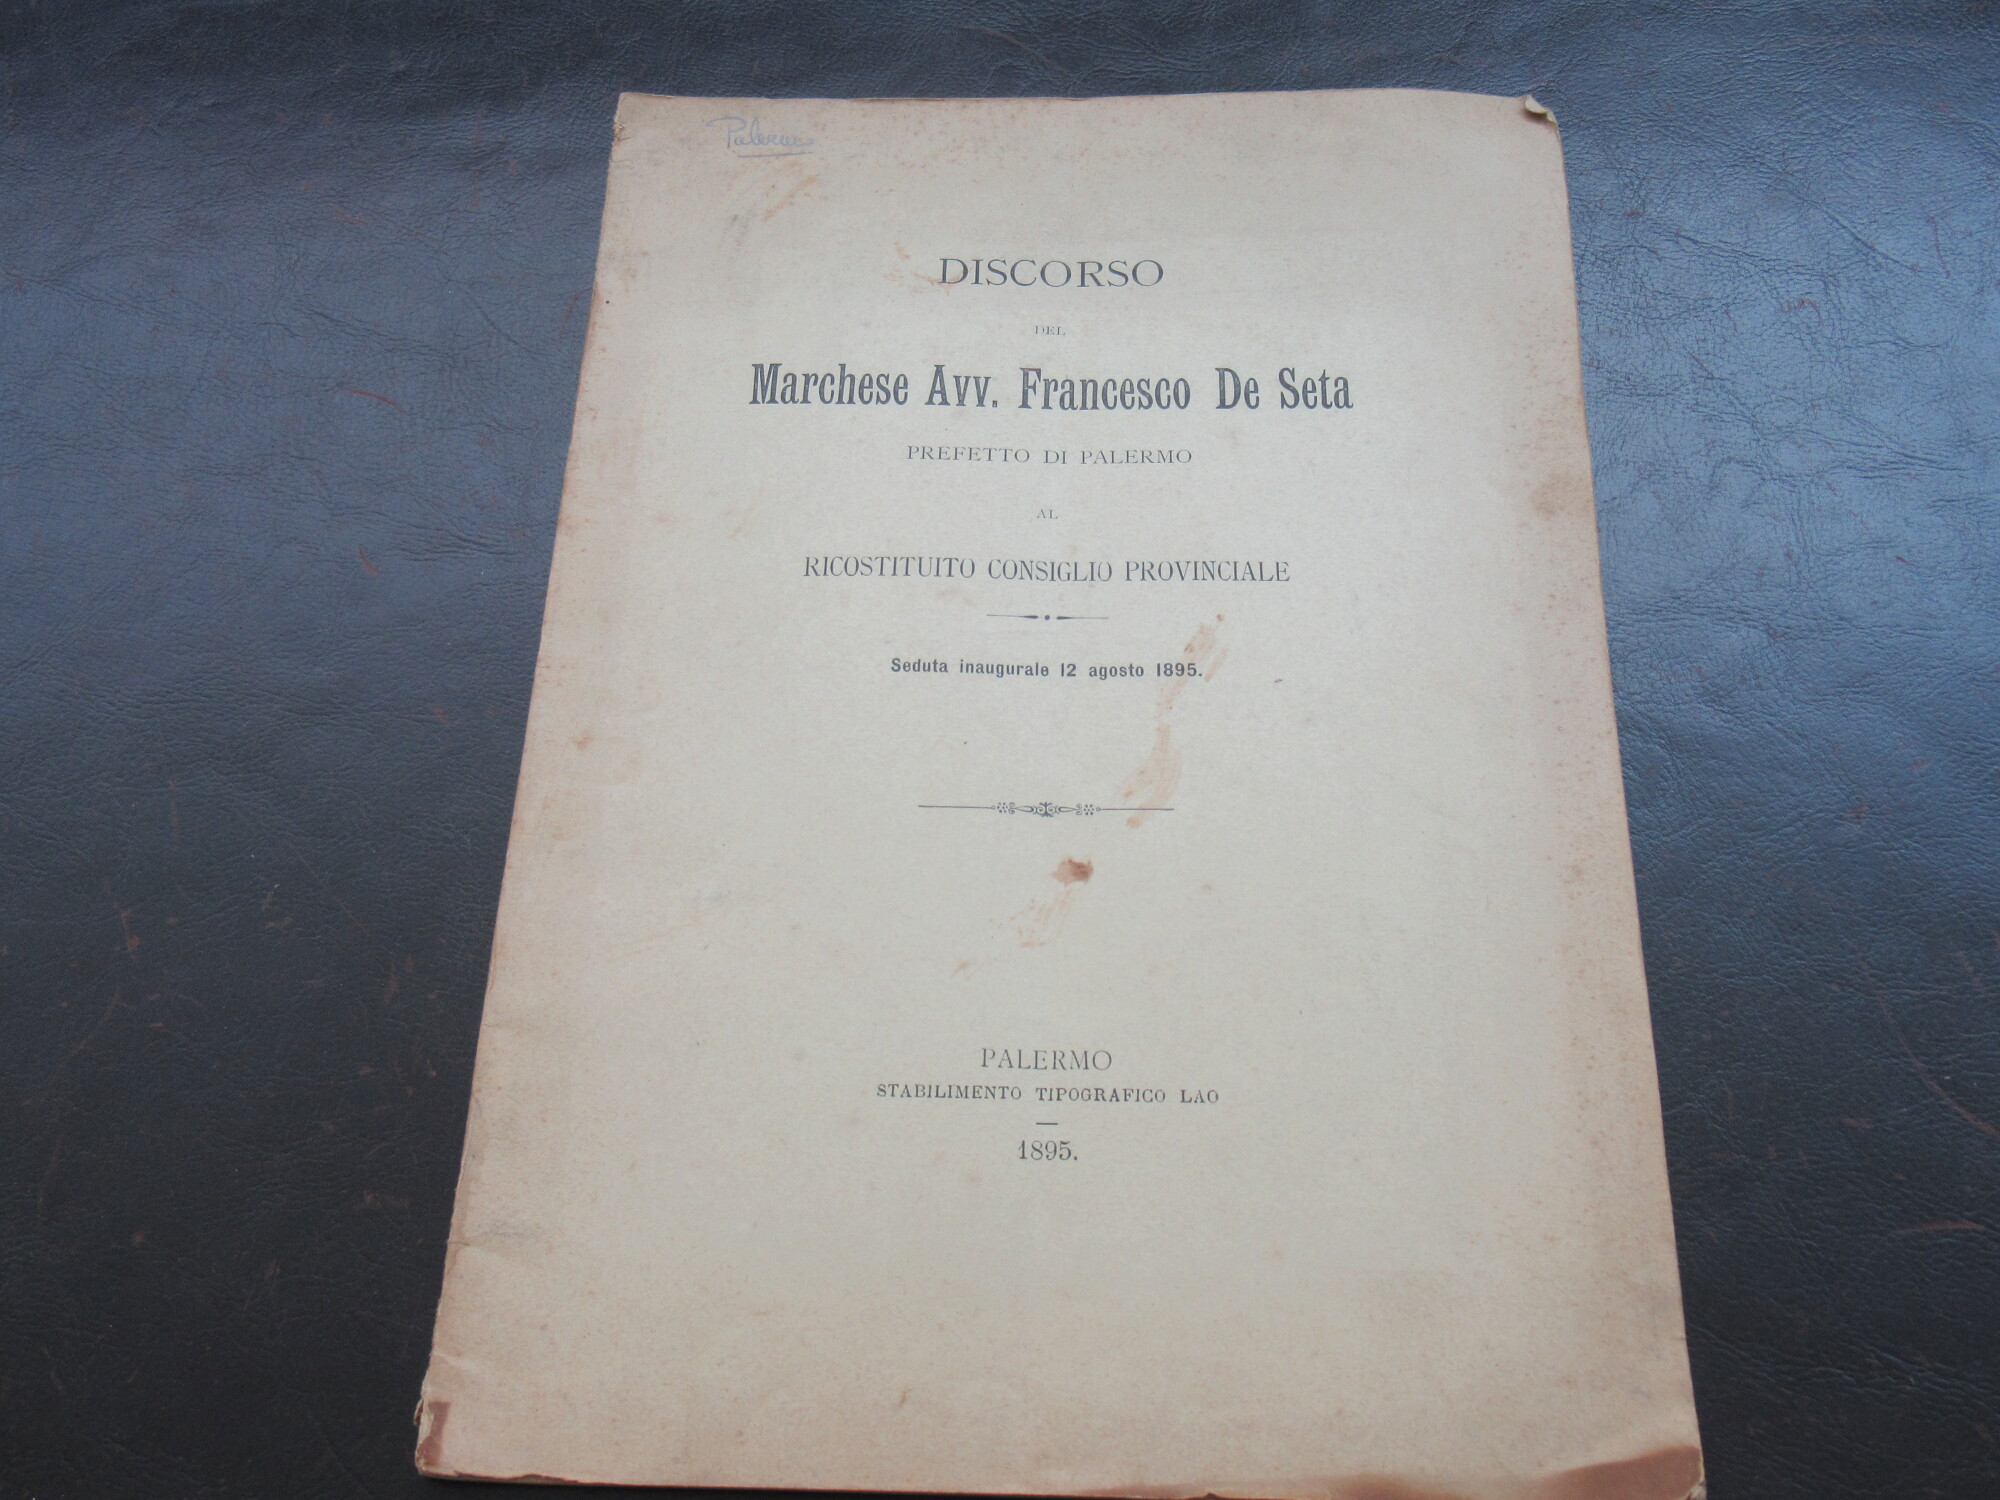 Palermo
DISCORSO
DEL
Marchese Avv. Francesco De Seta
PREFETTO DI PALERMO
AL
RICOSTITUITO CONSIGLIO PROVINCIALE
Seduta inaugurale 12 agosto 1895.
PALERMO
STABILIMENTO TIPOGRAFICO LAO
1895.